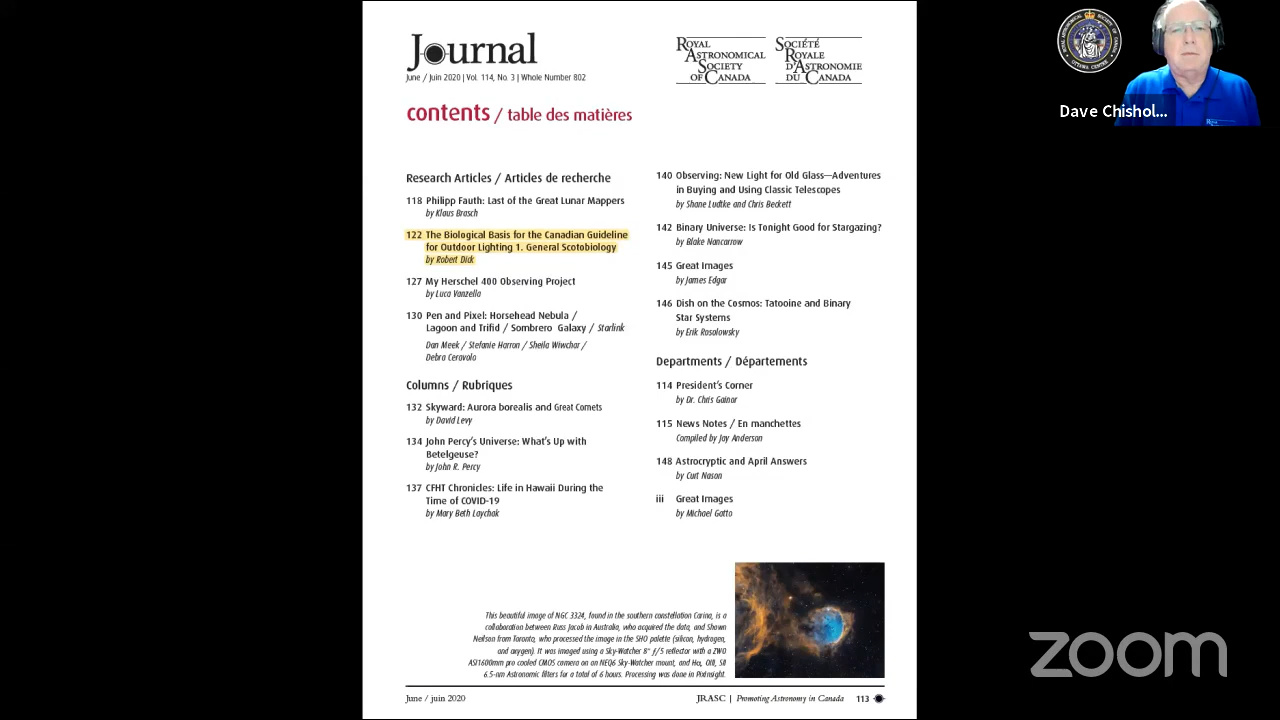 Journal
June / Juin 2020 | Vol. 114, No. 3 | Whole Number 802
ROYAL
ASTRONOMICAL
SOCIETY
OF CANADA
SOCIÉTÉ
ROYALE
D'ASTRONOMIE
DU CANADA
contents / table des matières
Research Articles / Articles de recherche
118 Philipp Fauth: Last of the Great Lunar Mappers
by Klaus Brasch
122 The Biological Basis for the Canadian Guideline
for Outdoor Lighting 1. General Scotobiology
by Robert Dick
127 My Herschel 400 Observing Project
by Luca Vanzella
130 Pen and Pixel: Horsehead Nebula /
Lagoon and Trifid / Sombrero Galaxy / Starlink
Dan Meek / Stefanie Harron / Sheila Wiwchar /
Debra Ceravolo
Columns / Rubriques
132 Skyward: Aurora borealis and Great Comets
by David Levy
134 John Percy's Universe: What's Up with
Betelgeuse?
by John R. Percy
137 CFHT Chronicles: Life in Hawaii During the
Time of COVID-19
by Mary Beth Laychak
140 Observing: New Light for Old Glass—Adventures
in Buying and Using Classic Telescopes
by Shane Ludtke and Chris Beckett
142 Binary Universe: Is Tonight Good for Stargazing?
by Blake Nancarrow
145 Great Images
by James Edgar
146 Dish on the Cosmos: Tatooine and Binary
Star Systems
by Erik Rosolowsky
Departments / Départements
114 President's Corner
by Dr. Chris Gainor
115 News Notes / En manchettes
Compiled by Jay Anderson
148 Astrocryptic and April Answers
by Curt Nason
iii Great Images
by Michael Gatto
This beautiful image of NGC 3324, found in the southern constellation Carina, is a
collaboration between Russ Jacob in Australia, who acquired the data, and Shawn
Neilson from Toronto, who processed the image in the SHO palette (silicon, hydrogen,
and oxygen). It was imaged using a Sky-Watcher 8" f/5 reflector with a ZWO
ASI1600mm pro cooled CMOS camera on an NEQ6 Sky-Watcher mount, and Hα, OIII, SII
6.5-nm Astronomic filters for a total of 6 hours. Processing was done in PixInsight.
June / juin 2020
JRASC | Promoting Astronomy in Canada 113
Dave Chishol...
zoom